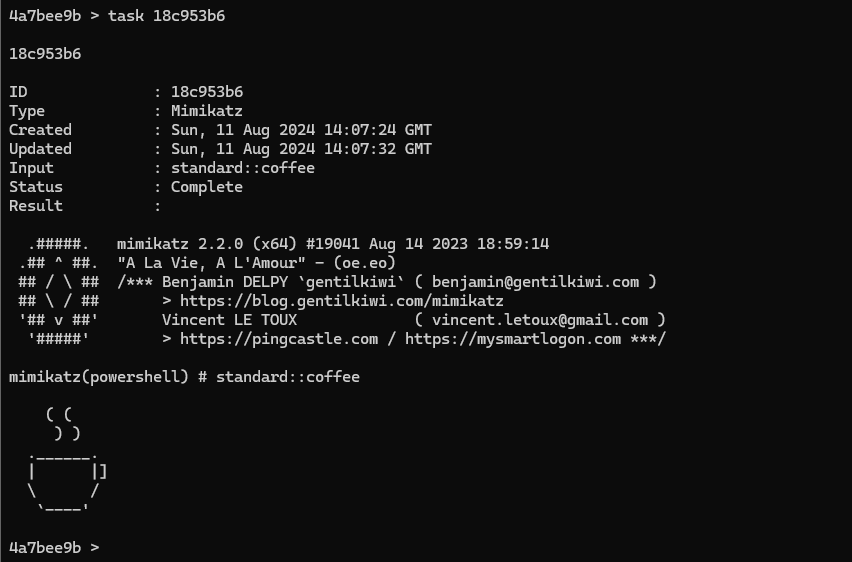 4a7bee9b > task 18c953b6
18c953b6
ID              : 18c953b6
Type            : Mimikatz
Created         : Sun, 11 Aug 2024 14:07:24 GMT
Updated         : Sun, 11 Aug 2024 14:07:32 GMT
Input           : standard::coffee
Status          : Complete
Result          :
  .#####.   mimikatz 2.2.0 (x64) #19041 Aug 14 2023 18:59:14
 .## ^ ##.  "A La Vie, A L'Amour" - (oe.eo)
 ## / \ ##  /*** Benjamin DELPY `gentilkiwi` ( benjamin@gentilkiwi.com )
 ## \ / ##       > https://blog.gentilkiwi.com/mimikatz
 '## v ##'       Vincent LE TOUX             ( vincent.letoux@gmail.com )
  '#####'        > https://pingcastle.com / https://mysmartlogon.com ***/
mimikatz(powershell) # standard::coffee
    ( (
     ) )
  .______.
  |      |]
  \      /
   `----'
4a7bee9b >